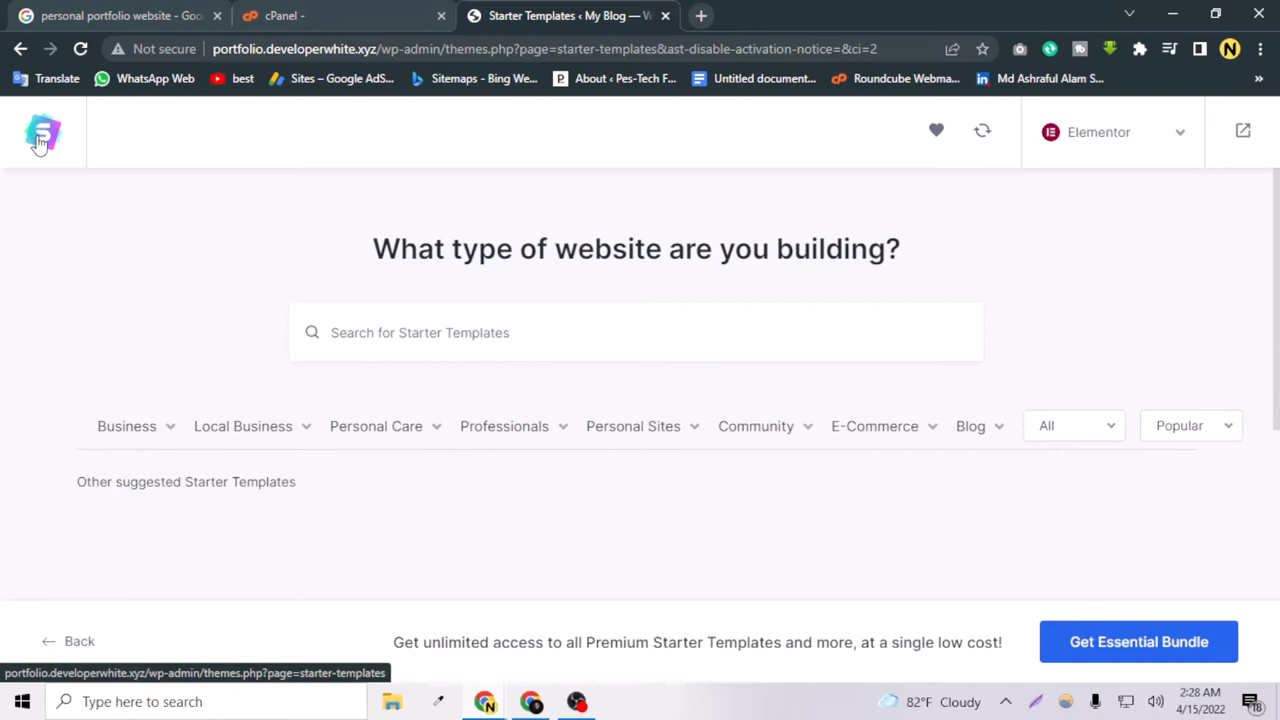 personal portfolio website - Goo
cPanel -
Starter Templates < My Blog — W
Not secure
portfolio.developerwhite.xyz/wp-admin/themes.php?page=starter-templates&ast-disable-activation-notice=&ci=2
N
Translate
WhatsApp Web
best
Sites – Google AdS...
Sitemaps - Bing We...
About ‹ Pes-Tech F...
Untitled document...
Roundcube Webma...
Md Ashraful Alam S...
»
Elementor
What type of website are you building?
Search for Starter Templates
Business
Local Business
Personal Care
Professionals
Personal Sites
Community
E-Commerce
Blog
All
Popular
Other suggested Starter Templates
Back
Get unlimited access to all Premium Starter Templates and more, at a single low cost!
Get Essential Bundle
portfolio.developerwhite.xyz/wp-admin/themes.php?page=starter-templates
Type here to search
82°F Cloudy
2:28 AM
4/15/2022
18